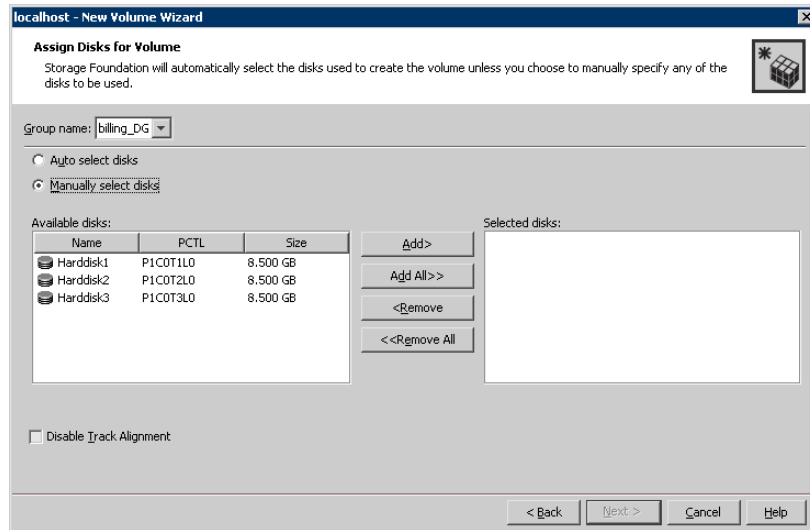 localhost - New Volume Wizard
Assign Disks for Volume
Storage Foundation will automatically select the disks used to create the volume unless you choose to manually specify any of the
disks to be used.
Group name: billing_DG
Auto select disks
Manually select disks
Available disks:
Name PCTL Size
Harddisk1 P1C0T1L0 8.500 GB
Harddisk2 P1C0T2L0 8.500 GB
Harddisk3 P1C0T3L0 8.500 GB
Add>
Add All>>
<Remove
<<Remove All
Selected disks:
Disable Track Alignment
< Back Next > Cancel Help